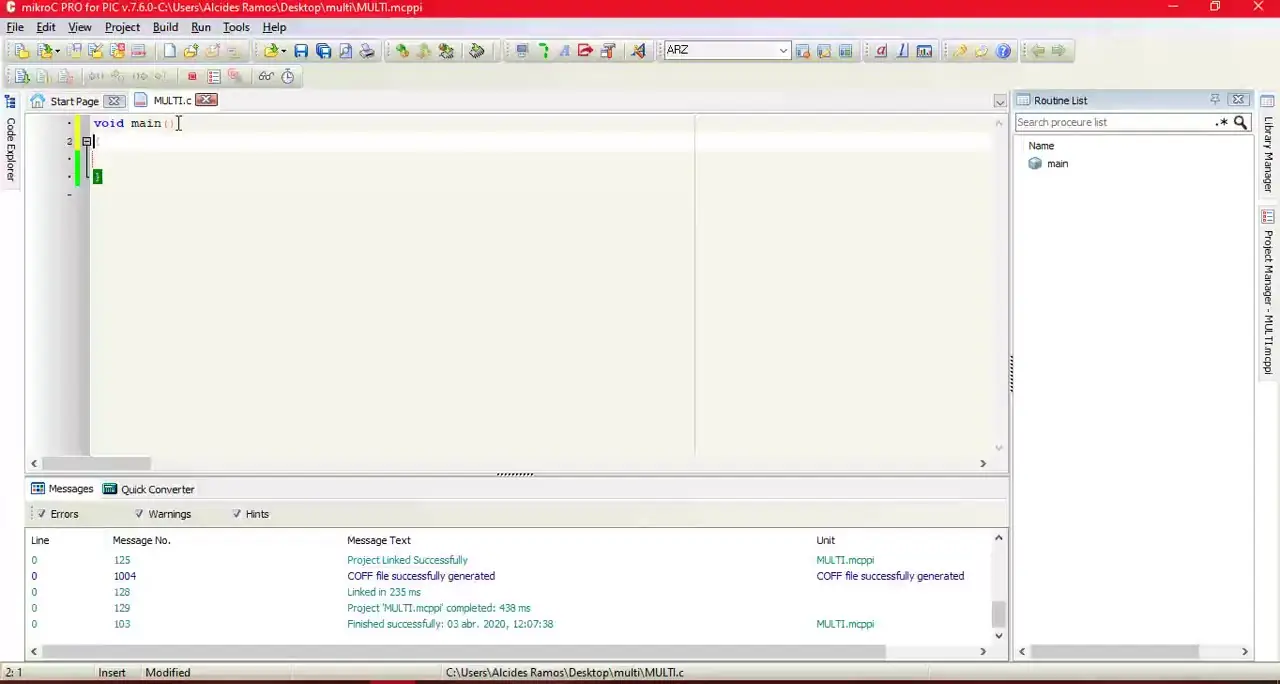 mikroC PRO for PIC v.7.6.0-C:\Users\Alcides Ramos\Desktop\multi\MULTI.mcppi
File Edit View Project Build Run Tools Help
ARZ
Start Page
MULTI.c
Routine List
Search proceure list
.*
Name
main
Code Explorer
Library Manager
Project Manager - MULTI.mcppi
void main()
2 {
}
Messages Quick Converter
Errors Warnings Hints
Line Message No. Message Text Unit
0 125 Project Linked Successfully MULTI.mcppi
0 1004 COFF file successfully generated COFF file successfully generated
0 128 Linked in 235 ms
0 129 Project 'MULTI.mcppi' completed: 438 ms
0 103 Finished successfully: 03 abr. 2020, 12:07:38 MULTI.mcppi
2: 1 Insert Modified C:\Users\Alcides Ramos\Desktop\multi\MULTI.c